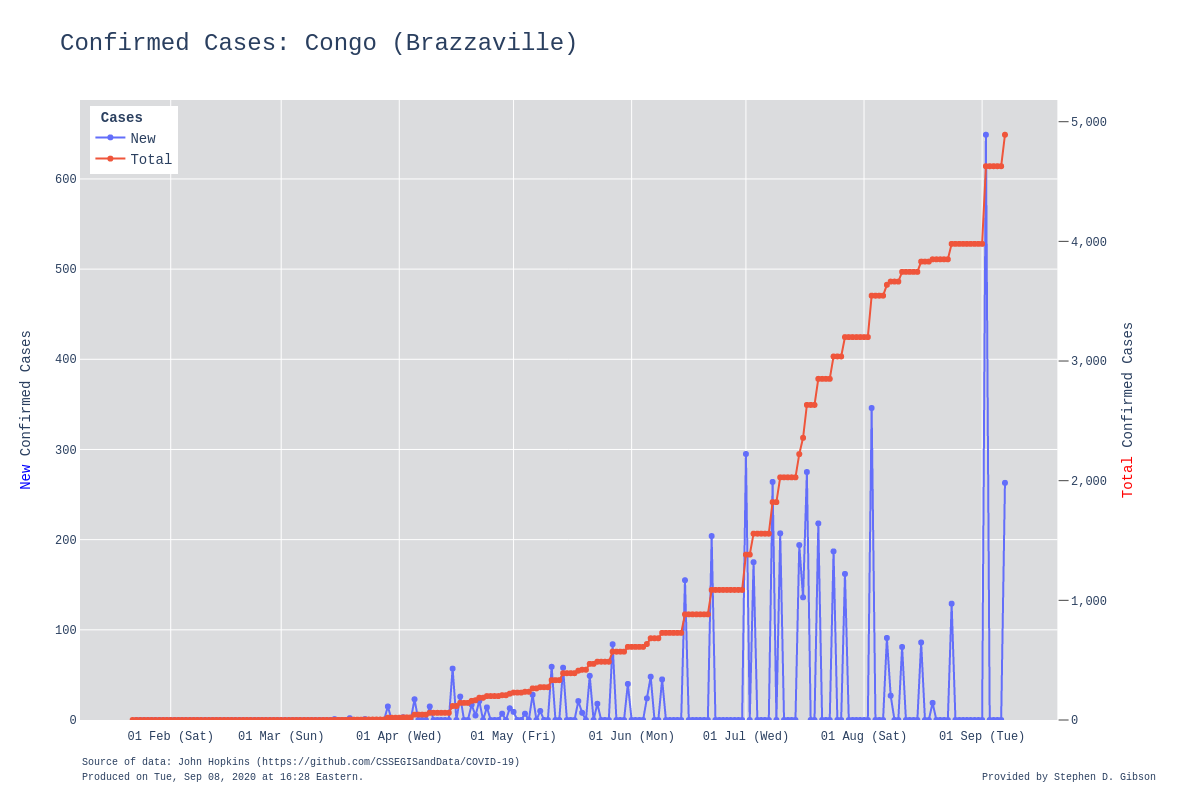 Confirmed Cases: Congo (Brazzaville)
Cases
New
Total
600
500
400
300
200
100
0
5,000
4,000
3,000
2,000
1,000
0
New Confirmed Cases
Total Confirmed Cases
01 Feb (Sat)
01 Mar (Sun)
01 Apr (Wed)
01 May (Fri)
01 Jun (Mon)
01 Jul (Wed)
01 Aug (Sat)
01 Sep (Tue)
Source of data: John Hopkins (https://github.com/CSSEGISandData/COVID-19)
Produced on Tue, Sep 08, 2020 at 16:28 Eastern.
Provided by Stephen D. Gibson